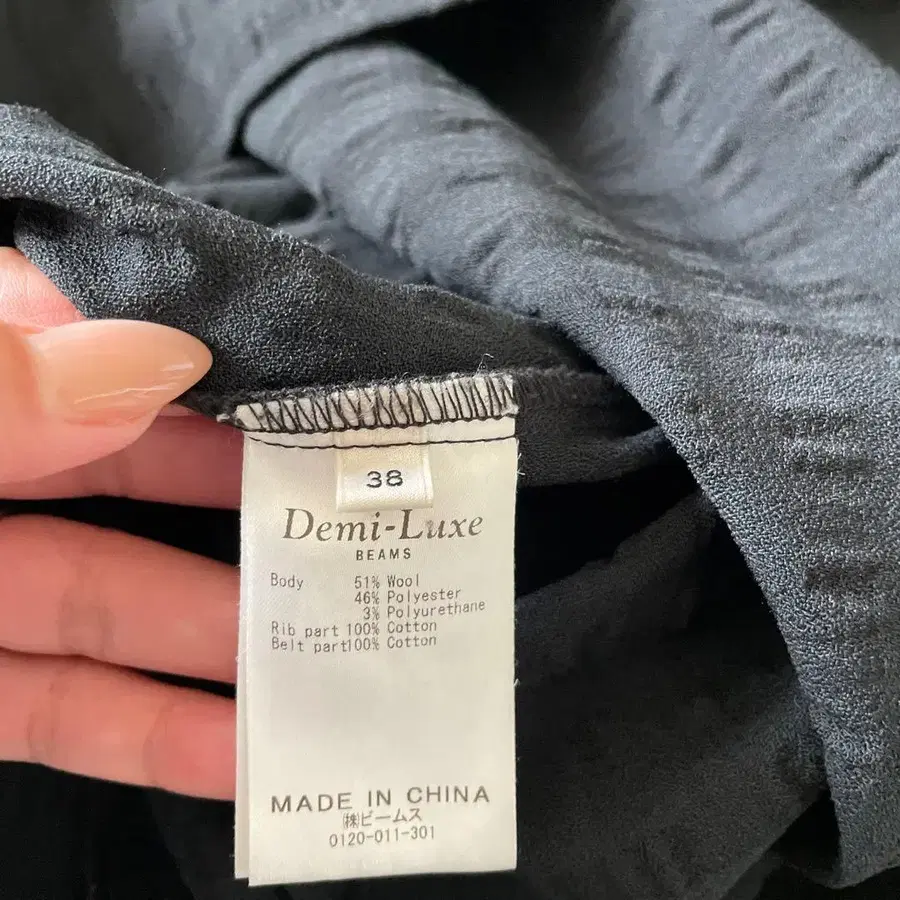 38
Demi-Luxe
BEAMS
Body 51% Wool
46% Polyester
3% Polyurethane
Rib part 100% Cotton
Belt part100% Cotton
MADE IN CHINA
㈱ビームス
0120-011-301